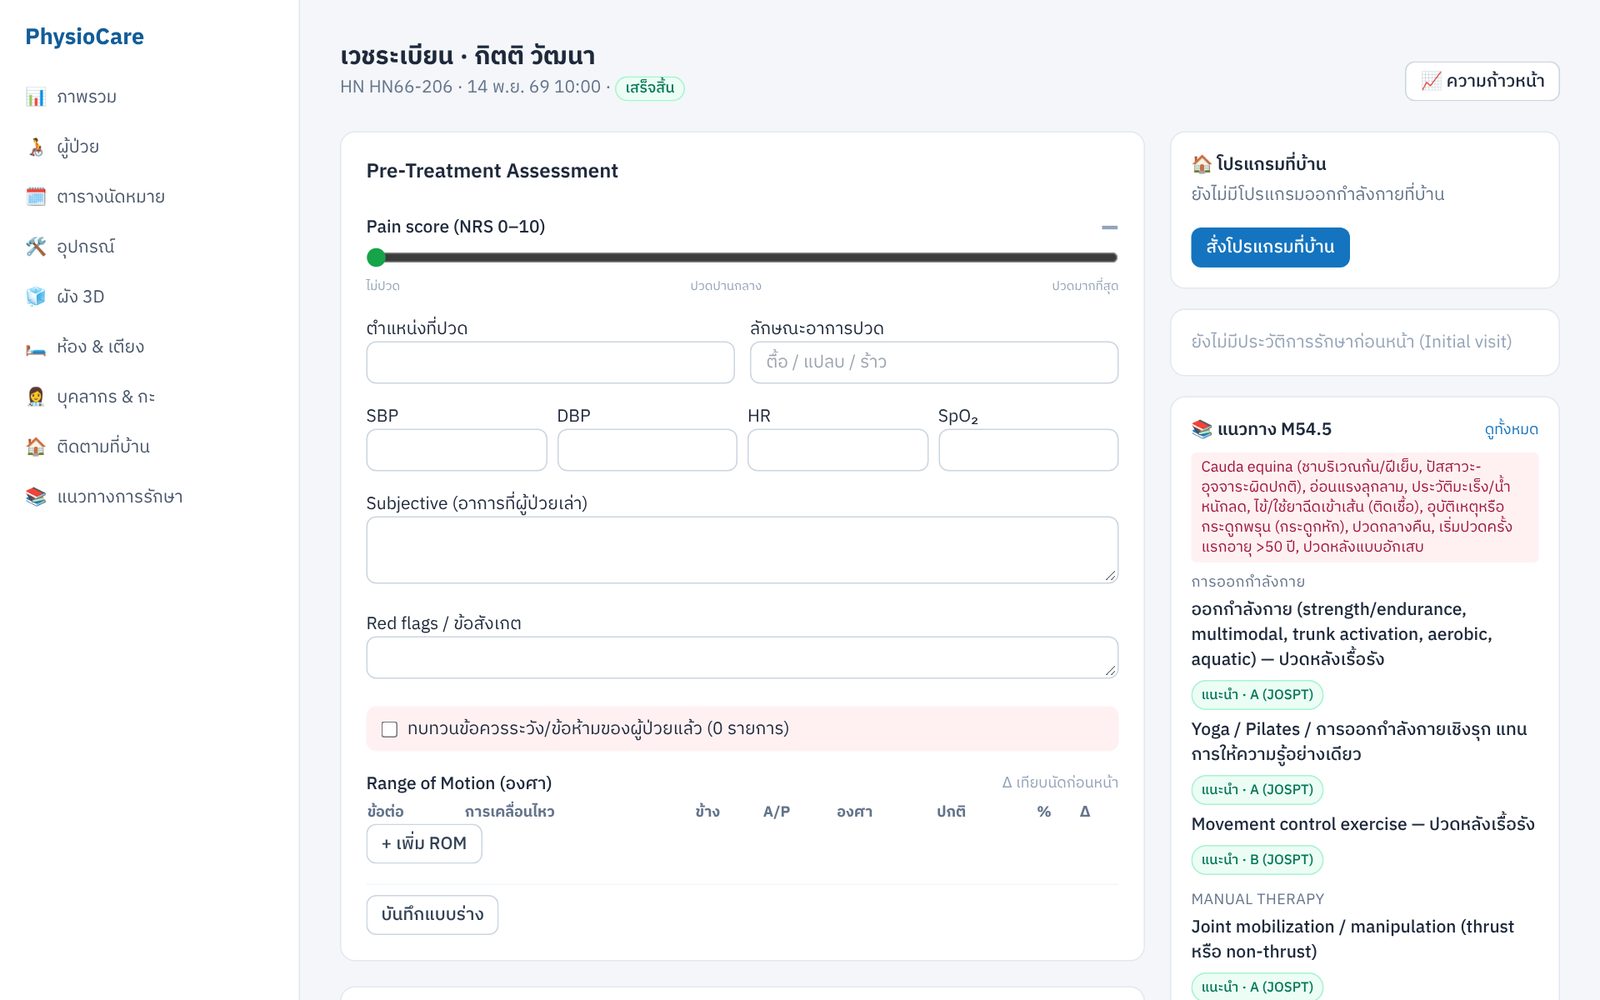 PhysioCare
ภาพรวม
ผู้ป่วย
ตารางนัดหมาย
อุปกรณ์
ผัง 3D
ห้อง & เตียง
บุคลากร & กะ
ติดตามที่บ้าน
แนวทางการรักษา
เวชระเบียน · กิตติ วัฒนา
HN HN66-206 · 14 พ.ย. 69 10:00 · เสร็จสิ้น
ความก้าวหน้า
Pre-Treatment Assessment
Pain score (NRS 0–10) —
ไม่ปวด ปวดปานกลาง ปวดมากที่สุด
ตำแหน่งที่ปวด ลักษณะอาการปวด
ตื้อ / แปลบ / ร้าว
SBP DBP HR SpO₂
Subjective (อาการที่ผู้ป่วยเล่า)
Red flags / ข้อสังเกต
ทบทวนข้อควรระวัง/ข้อห้ามของผู้ป่วยแล้ว (0 รายการ)
Range of Motion (องศา) Δ เทียบนัดก่อนหน้า
ข้อต่อ การเคลื่อนไหว ข้าง A/P องศา ปกติ % Δ
+ เพิ่ม ROM
บันทึกแบบร่าง
โปรแกรมที่บ้าน
ยังไม่มีโปรแกรมออกกำลังกายที่บ้าน
สั่งโปรแกรมที่บ้าน
ยังไม่มีประวัติการรักษาก่อนหน้า (Initial visit)
แนวทาง M54.5 ดูทั้งหมด
Cauda equina (ชาบริเวณก้น/ฝีเย็บ, ปัสสาวะ-
อุจจาระผิดปกติ), อ่อนแรงลุกลาม, ประวัติมะเร็ง/น้ำ
หนักลด, ไข้/ใช้ยาฉีดเข้าเส้น (ติดเชื้อ), อุบัติเหตุหรือ
กระดูกพรุน (กระดูกหัก), ปวดกลางคืน, เริ่มปวดครั้ง
แรกอายุ >50 ปี, ปวดหลังแบบอักเสบ
การออกกำลังกาย
ออกกำลังกาย (strength/endurance,
multimodal, trunk activation, aerobic,
aquatic) — ปวดหลังเรื้อรัง
แนะนำ · A (JOSPT)
Yoga / Pilates / การออกกำลังกายเชิงรุก แทน
การให้ความรู้อย่างเดียว
แนะนำ · A (JOSPT)
Movement control exercise — ปวดหลังเรื้อรัง
แนะนำ · B (JOSPT)
MANUAL THERAPY
Joint mobilization / manipulation (thrust
หรือ non-thrust)
แนะนำ · A (JOSPT)